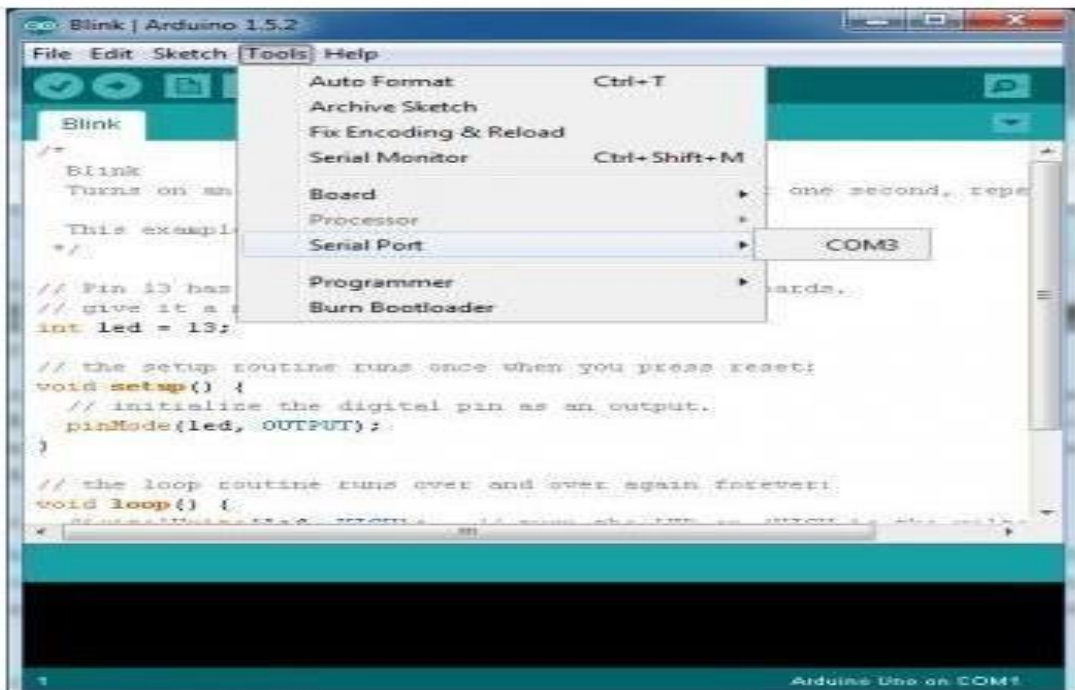 Blink | Arduino 1.5.2
File Edit Sketch Tools Help
Auto Format Ctrl+T
Archive Sketch
Fix Encoding & Reload
Serial Monitor Ctrl+Shift+M
Board
Processor
Serial Port
COM3
Programmer
Burn Bootloader
Blink
/*
Blink
Turns on an one second, repe
This exampl
*/
// Pin 13 has ards.
// give it a
int led = 13;
// the setup routine runs once when you press reset:
void setup() {
// initialize the digital pin as an output.
pinMode(led, OUTPUT);
}
// the loop routine runs over and over again forever:
void loop() {
1 Arduino Uno on COM1